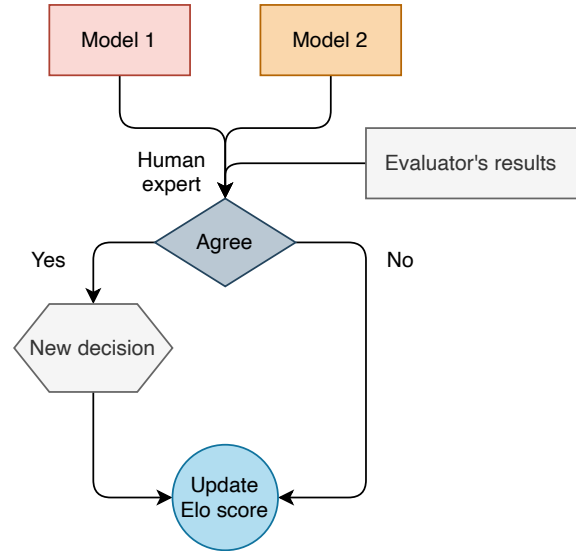 Model 1
Model 2
Human
expert
Evaluator's results
Agree
Yes
No
New decision
Update
Elo score